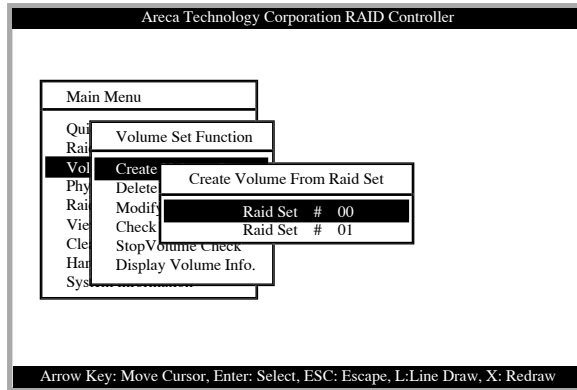 Areca Technology Corporation RAID Controller
Main Menu
Qui
Rai
Vol
Phy
Rai
Vie
Cle
Har
Volume Set Function
Create
Delete
Modify
Check
StopVolume Check
Display Volume Info.
Create Volume From Raid Set
Raid Set # 00
Raid Set # 01
Arrow Key: Move Cursor, Enter: Select, ESC: Escape, L:Line Draw, X: Redraw